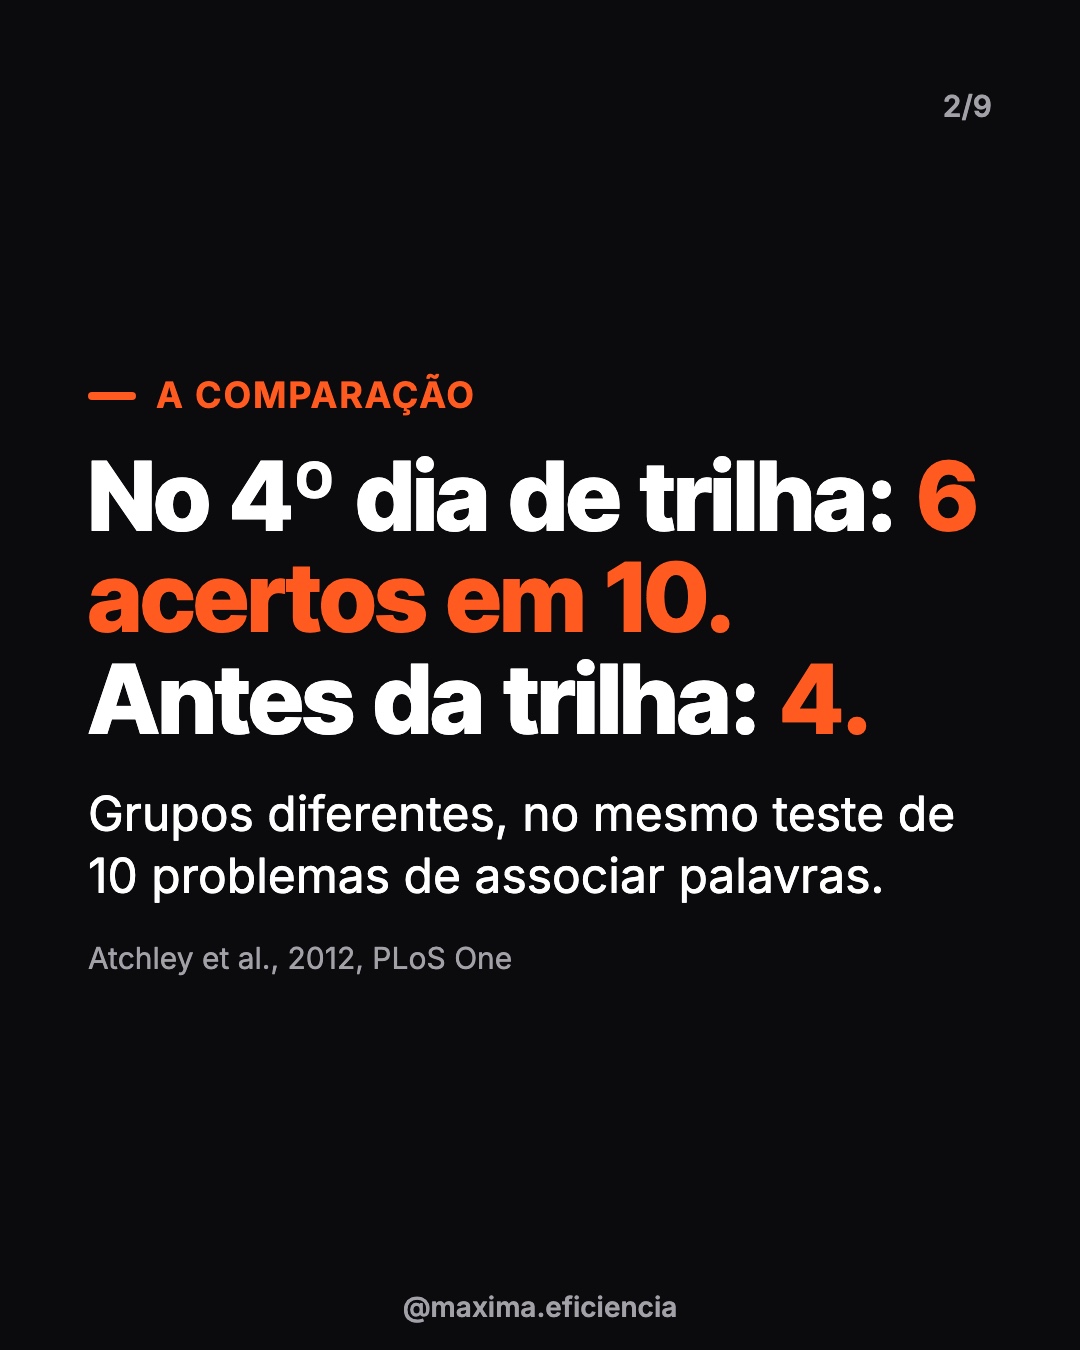 2/9
A COMPARAÇÃO
No 4º dia de trilha: 6
acertos em 10.
Antes da trilha: 4.
Grupos diferentes, no mesmo teste de
10 problemas de associar palavras.
Atchley et al., 2012, PLoS One
@maxima.eficiencia